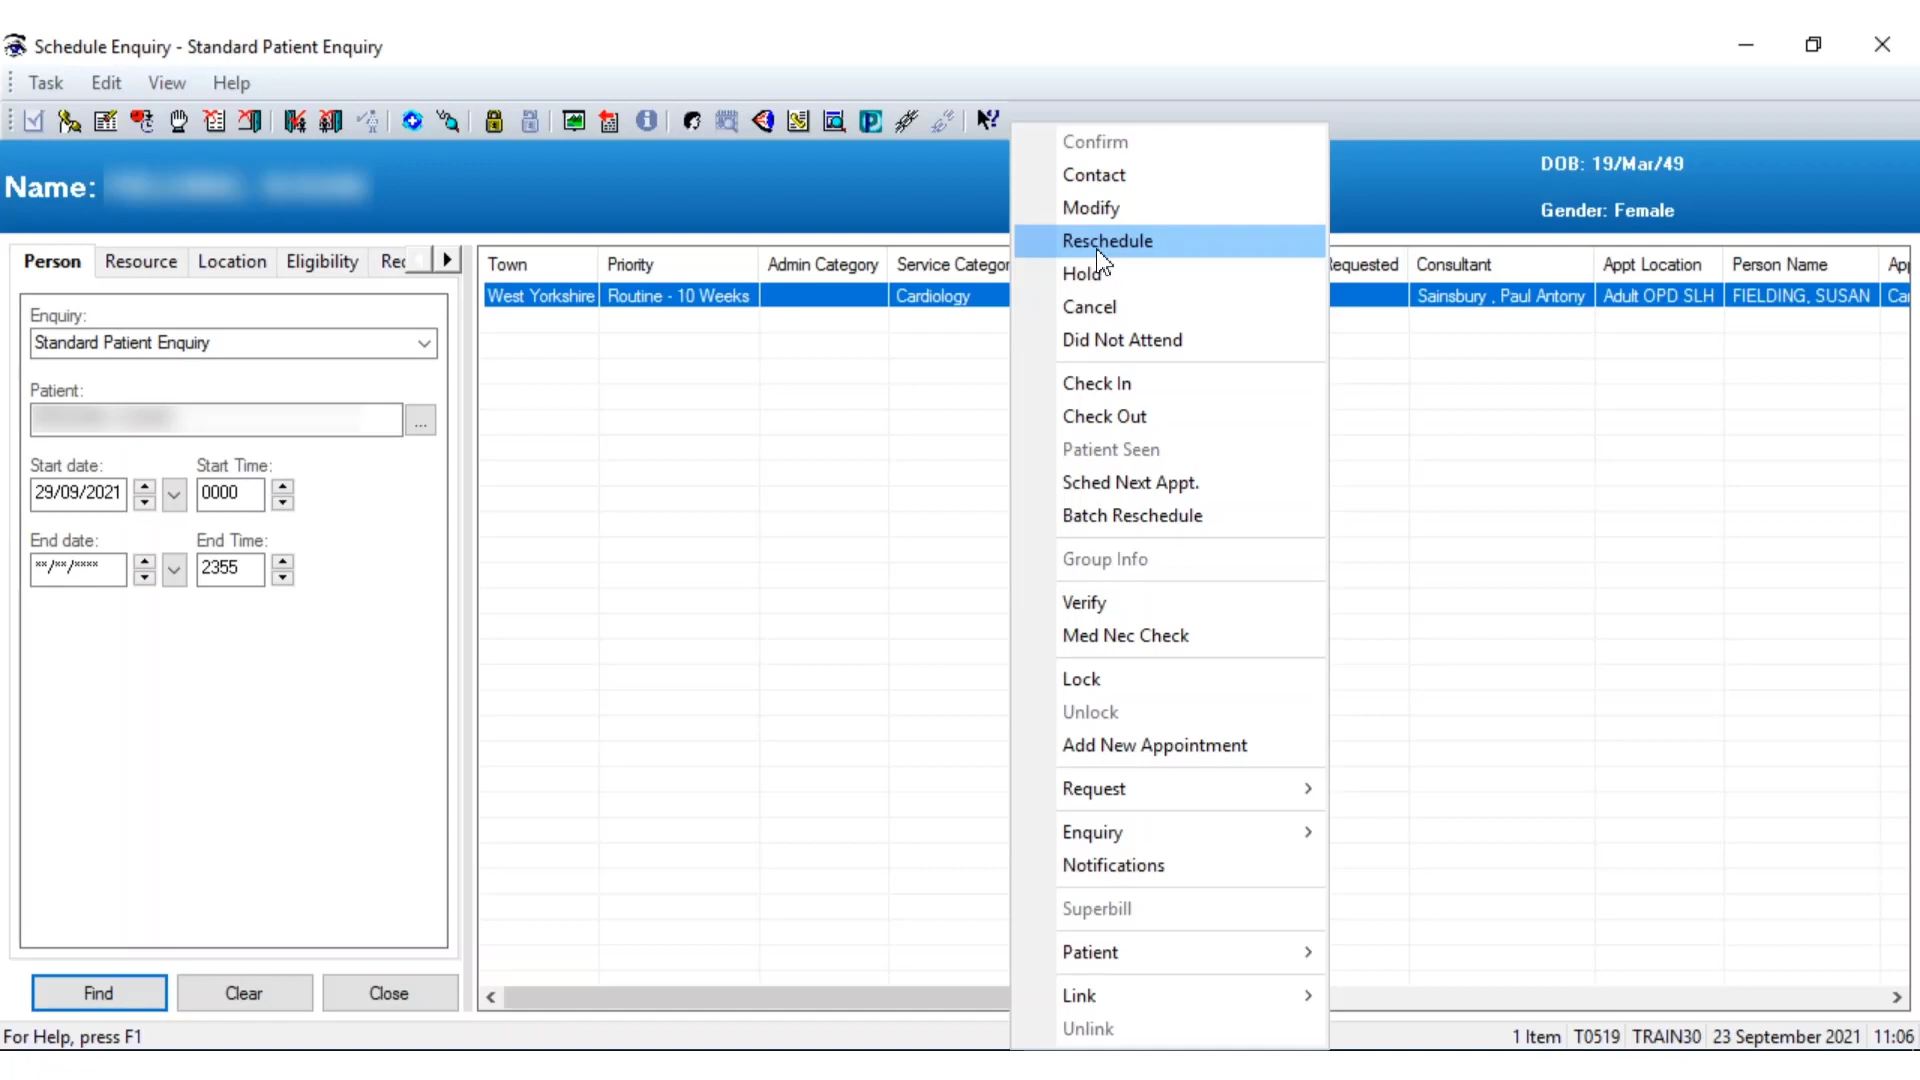 Schedule Enquiry - Standard Patient Enquiry
Task Edit View Help
Name:
DOB: 19/Mar/49
Gender: Female
Person Resource Location Eligibility Rec
Enquiry:
Standard Patient Enquiry
Patient:
...
Start date: Start Time:
29/09/2021 0000
End date: End Time:
**/**/**** 2355
Find Clear Close
Town Priority Admin Category Service Categor Requested Consultant Appt Location Person Name App
West Yorkshire Routine - 10 Weeks Cardiology Sainsbury , Paul Antony Adult OPD SLH FIELDING, SUSAN Car
Confirm
Contact
Modify
Reschedule
Hold
Cancel
Did Not Attend
Check In
Check Out
Patient Seen
Sched Next Appt.
Batch Reschedule
Group Info
Verify
Med Nec Check
Lock
Unlock
Add New Appointment
Request
Enquiry
Notifications
Superbill
Patient
Link
Unlink
For Help, press F1
1 Item T0519 TRAIN30 23 September 2021 11:06